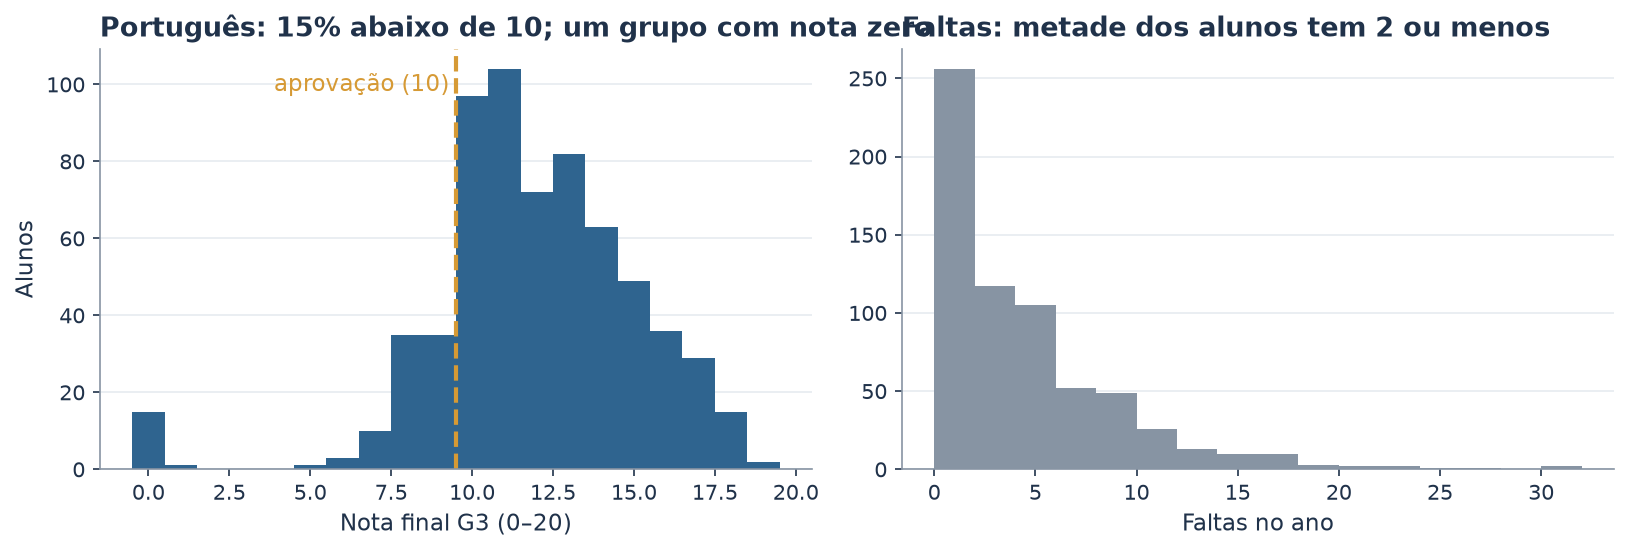 Português: 15% abaixo de 10; um grupo com nota zero
Faltas: metade dos alunos tem 2 ou menos
aprovação (10)
Alunos
100
80
60
40
20
0
0.0 2.5 5.0 7.5 10.0 12.5 15.0 17.5 20.0
Nota final G3 (0–20)
250
200
150
100
50
0
0 5 10 15 20 25 30
Faltas no ano